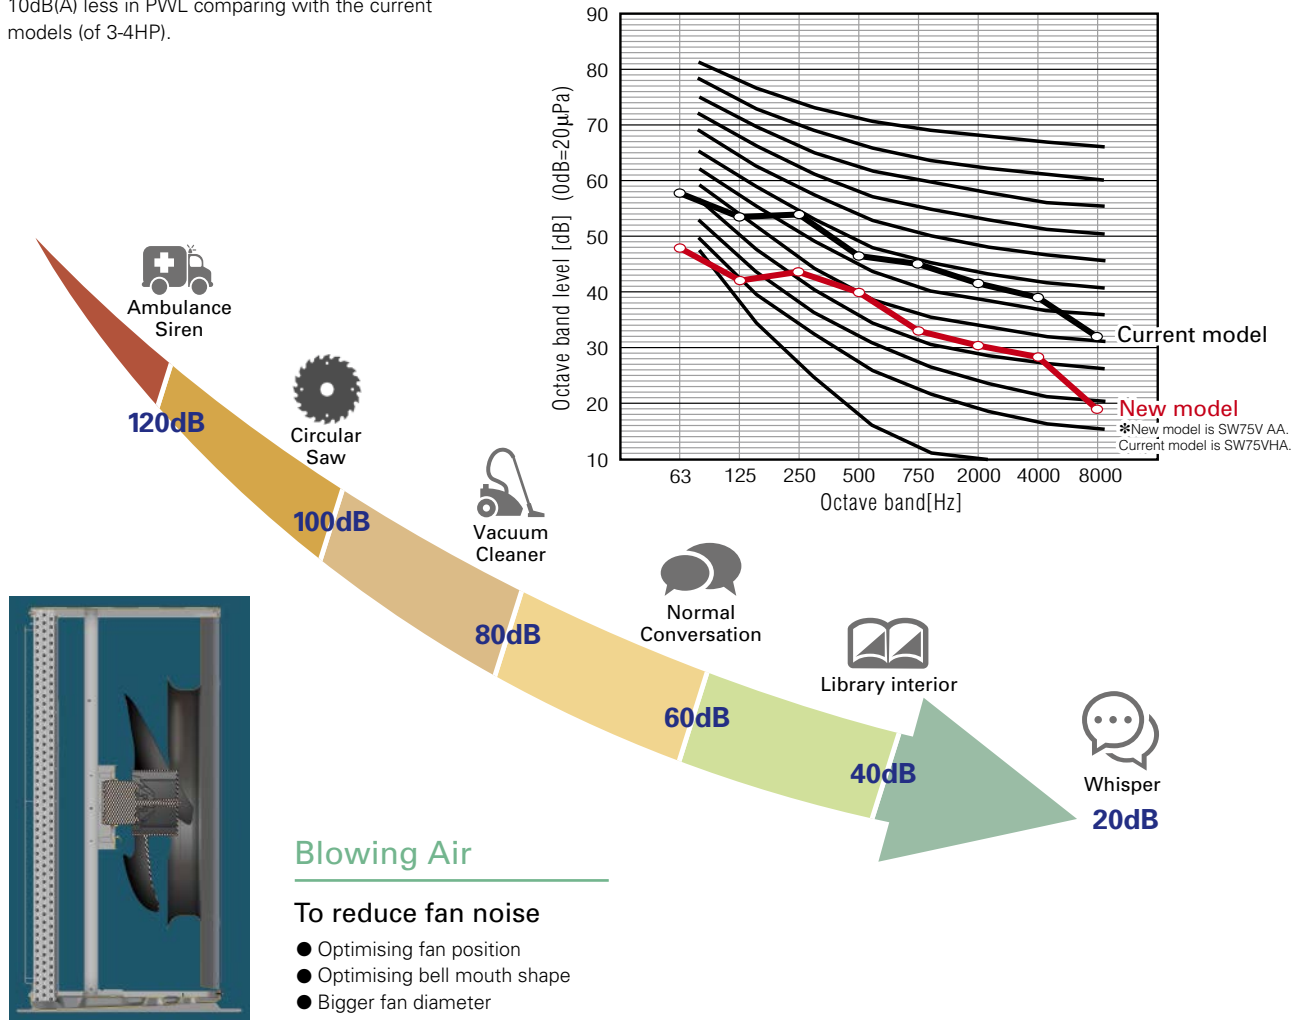 10dB(A) less in PWL comparing with the current
models (of 3-4HP).
90
80
70
60
50
40
30
20
10
Octave band level [dB] (0dB=20μPa)
63 125 250 500 750 2000 4000 8000
Octave band[Hz]
Current model
New model
✻New model is SW75V AA.
Current model is SW75VHA.
Ambulance
Siren
120dB
Circular
Saw
100dB
Vacuum
Cleaner
80dB
Normal
Conversation
60dB
Library interior
40dB
Whisper
20dB
Blowing Air
To reduce fan noise
● Optimising fan position
● Optimising bell mouth shape
● Bigger fan diameter